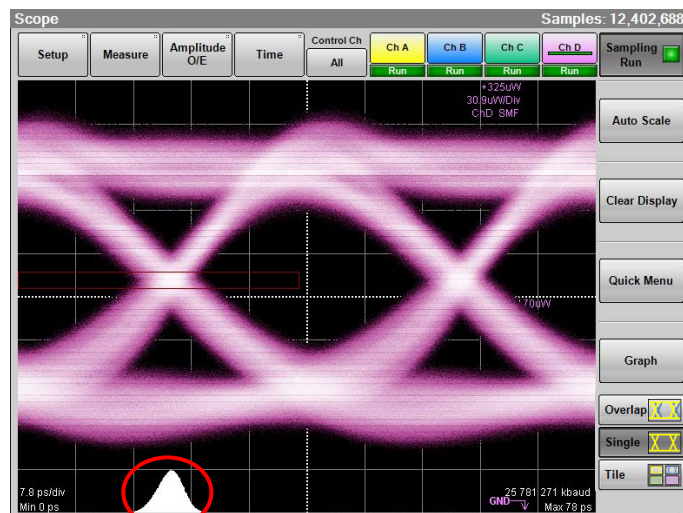 Scope
Samples: 12,402,688
Setup
Measure
Amplitude
O/E
Time
Control Ch
All
Ch A
Run
Ch B
Run
Ch C
Run
Ch D
Run
Sampling
Run
+325uW
30.9uW/Div
ChD SMF
Auto Scale
Clear Display
Quick Menu
70uW
Graph
Overlap
Single
Tile
7.8 ps/div
Min 0 ps
GND
25 781 271 kbaud
Max 78 ps